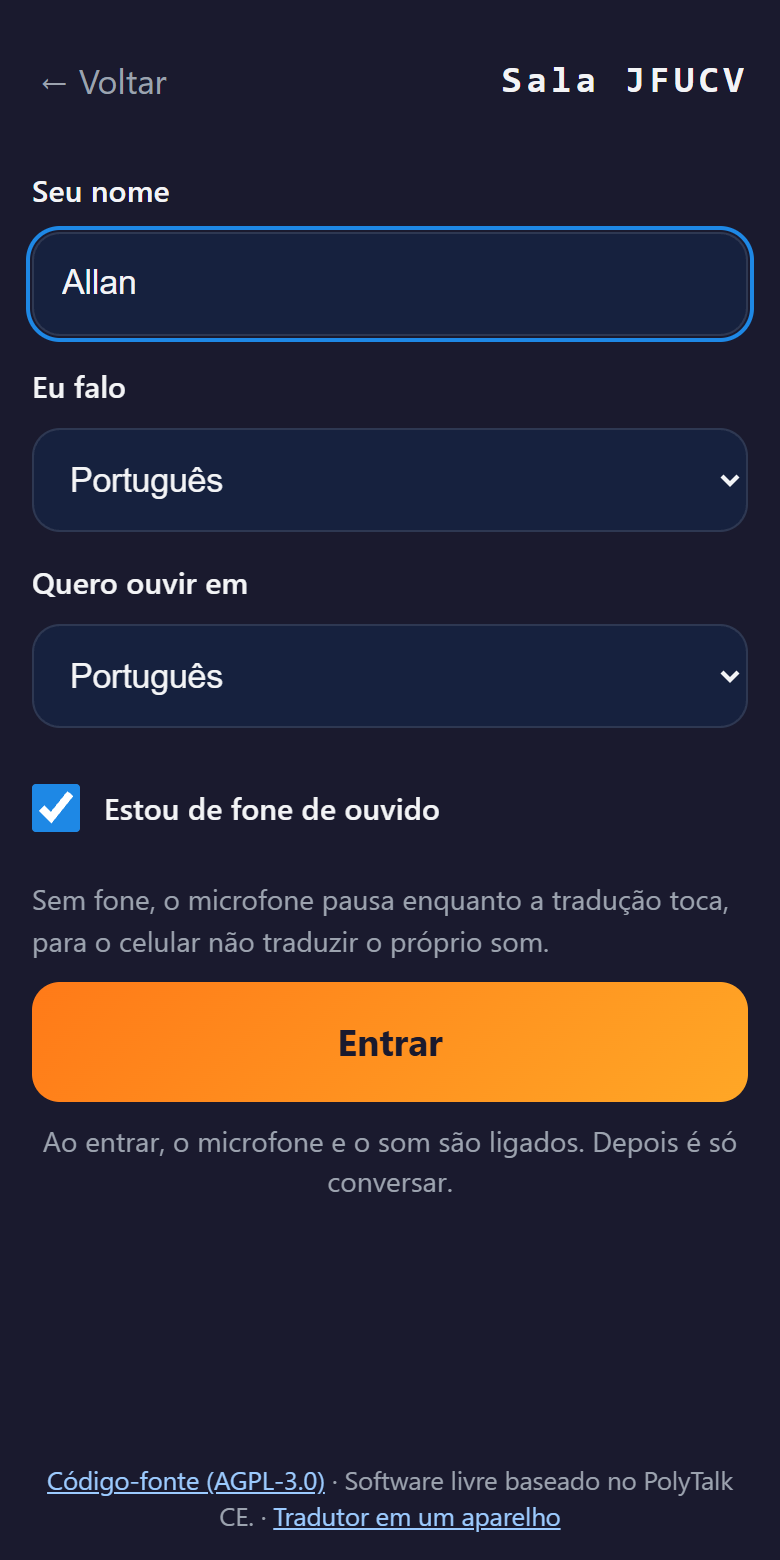 ← Voltar
Sala JFUCV
Seu nome
Allan
Eu falo
Português
Quero ouvir em
Português
Estou de fone de ouvido
Sem fone, o microfone pausa enquanto a tradução toca,
para o celular não traduzir o próprio som.
Entrar
Ao entrar, o microfone e o som são ligados. Depois é só
conversar.
Código-fonte (AGPL-3.0) · Software livre baseado no PolyTalk
CE. · Tradutor em um aparelho